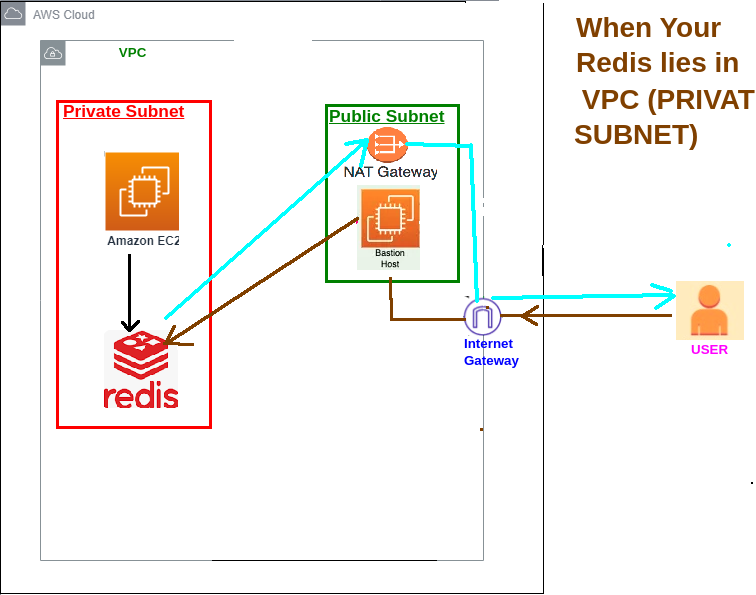 AWS Cloud
VPC
When Your
Redis lies in
VPC (PRIVAT
SUBNET)
Private Subnet
Public Subnet
NAT Gateway
Amazon EC2
Bastion
Host
redis
Internet
Gateway
USER